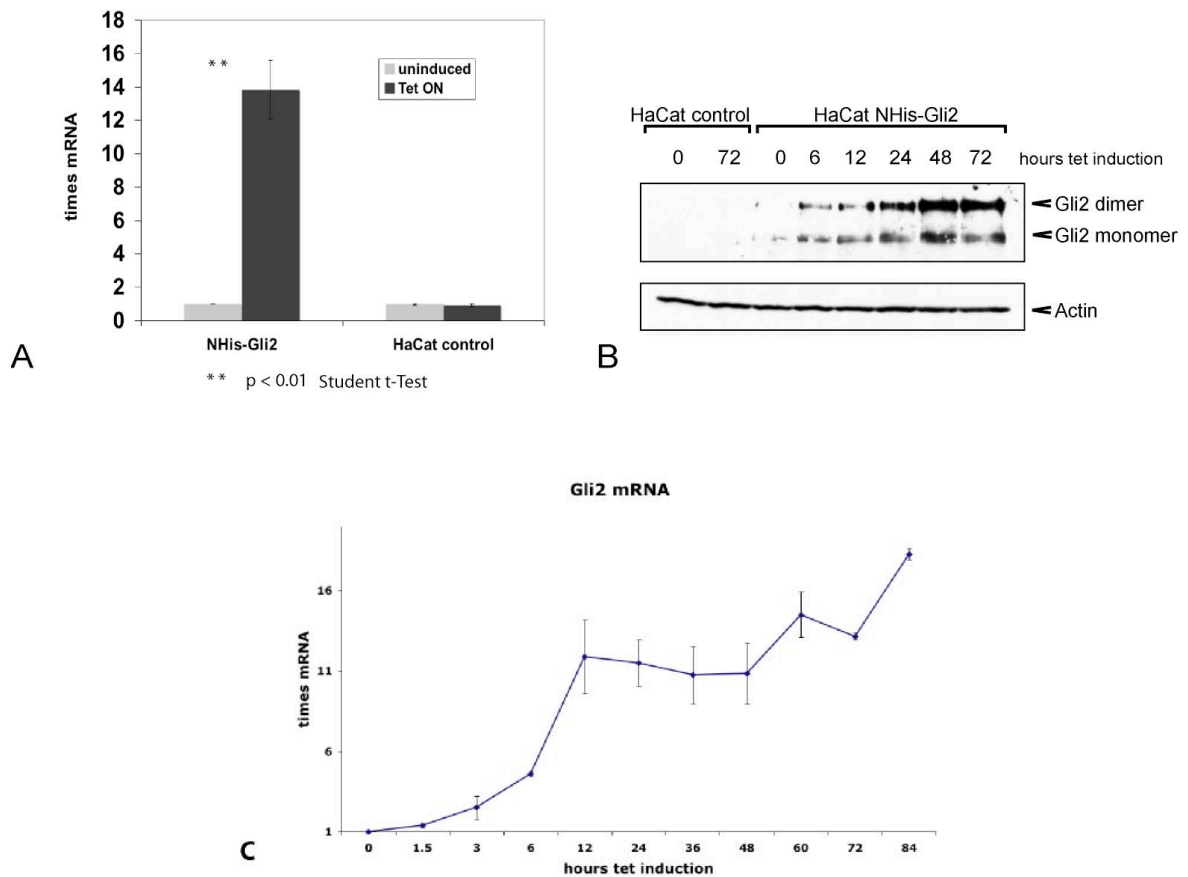 18
16
14
12
10
8
6
4
2
0
times mRNA
**
uninduced
Tet ON
NHis-Gli2 HaCat control
A
** p < 0.01 Student t-Test
HaCat control HaCat NHis-Gli2
0 72 0 6 12 24 48 72 hours tet induction
Gli2 dimer
Gli2 monomer
Actin
B
Gli2 mRNA
16
11
6
1
times mRNA
0 1.5 3 6 12 24 36 48 60 72 84
hours tet induction
C